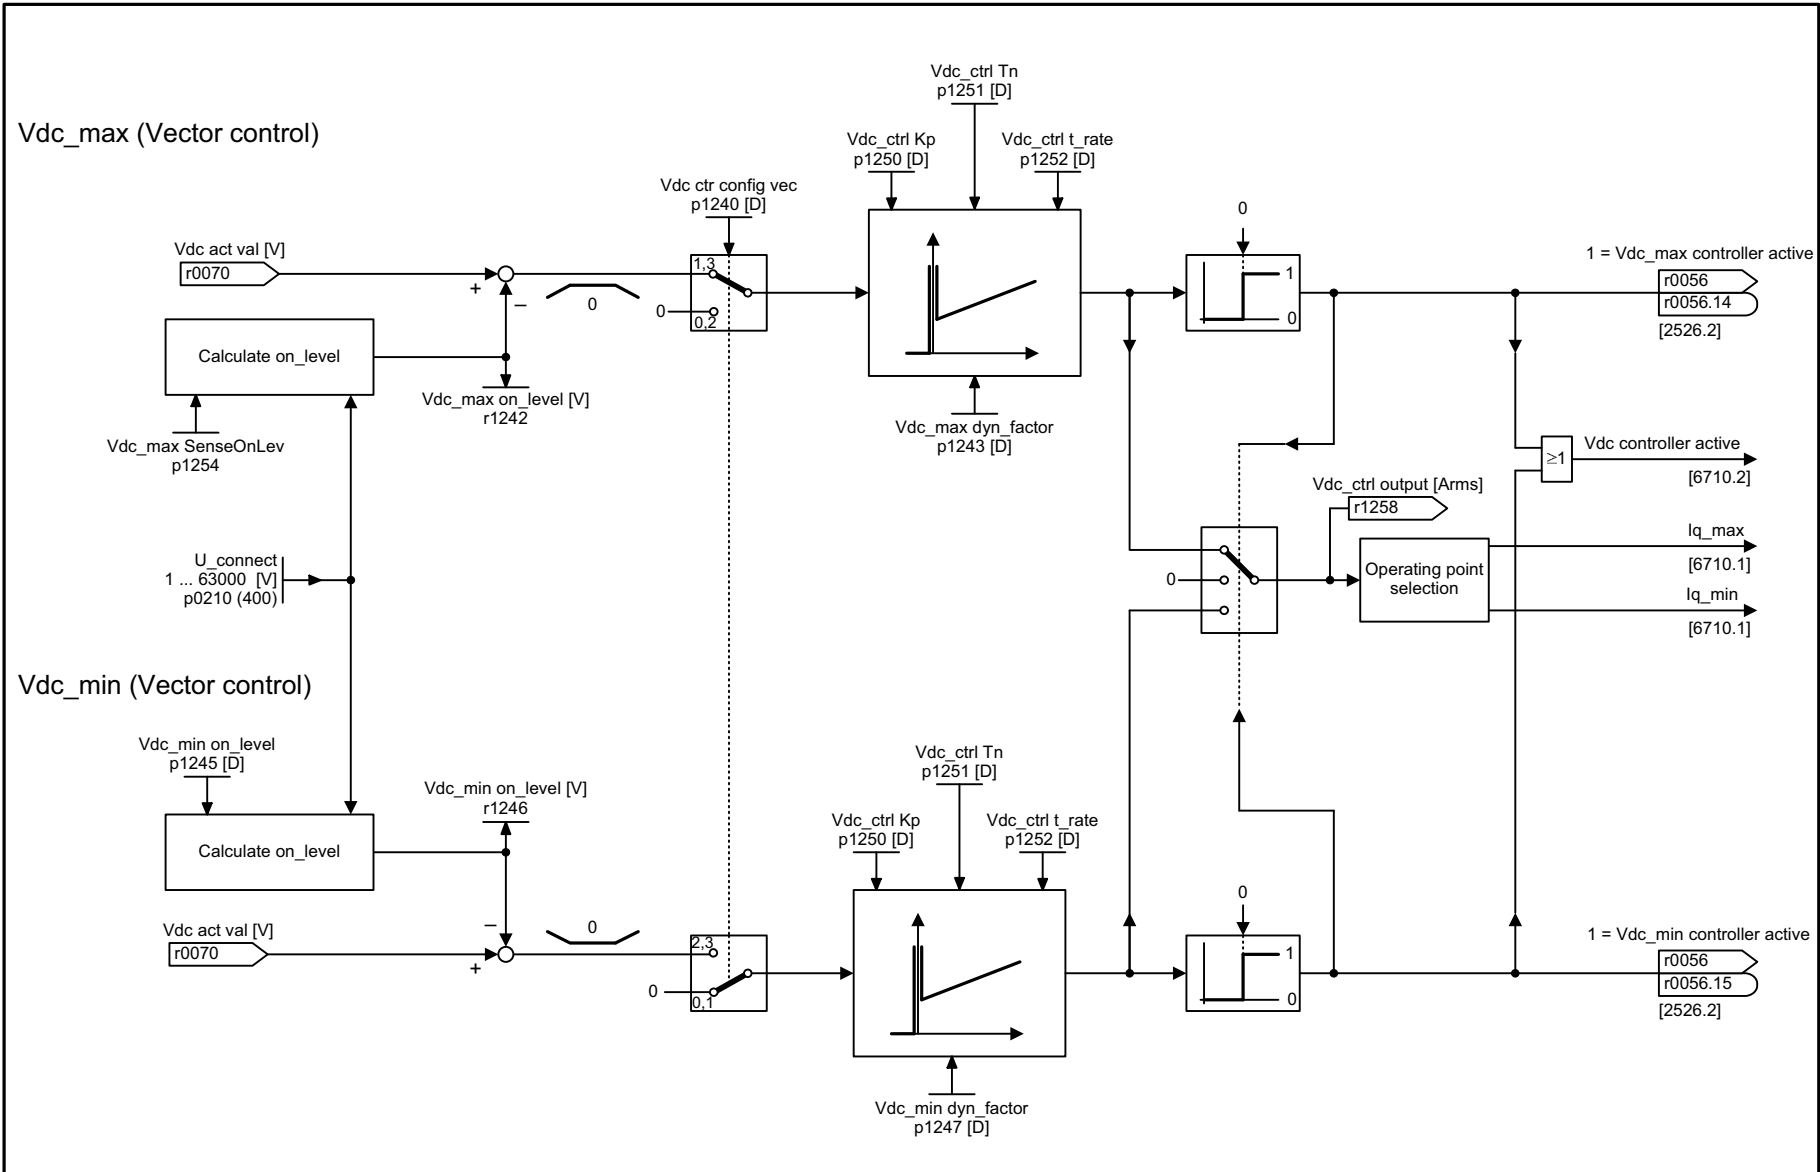 Vdc_ctrl Tn
p1251 [D]
Vdc_max (Vector control)
Vdc_ctrl Kp
p1250 [D]
Vdc_ctrl t_rate
p1252 [D]
Vdc ctr config vec
p1240 [D]
0
Vdc act val [V]
r0070
+
–
0
1,3
0
0,2
1
0
1 = Vdc_max controller active
r0056
r0056.14
[2526.2]
Calculate on_level
Vdc_max on_level [V]
r1242
Vdc_max SenseOnLev
p1254
Vdc_max dyn_factor
p1243 [D]
≥1
Vdc controller active
[6710.2]
Vdc_ctrl output [Arms]
r1258
U_connect
1 ... 63000 [V]
p0210 (400)
0
Operating point
selection
Iq_max
[6710.1]
Iq_min
[6710.1]
Vdc_min (Vector control)
Vdc_min on_level
p1245 [D]
Vdc_min on_level [V]
r1246
Vdc_ctrl Tn
p1251 [D]
Vdc_ctrl Kp
p1250 [D]
Vdc_ctrl t_rate
p1252 [D]
Calculate on_level
0
Vdc act val [V]
r0070
+
–
0
2,3
0
0,1
1
0
1 = Vdc_min controller active
r0056
r0056.15
[2526.2]
Vdc_min dyn_factor
p1247 [D]